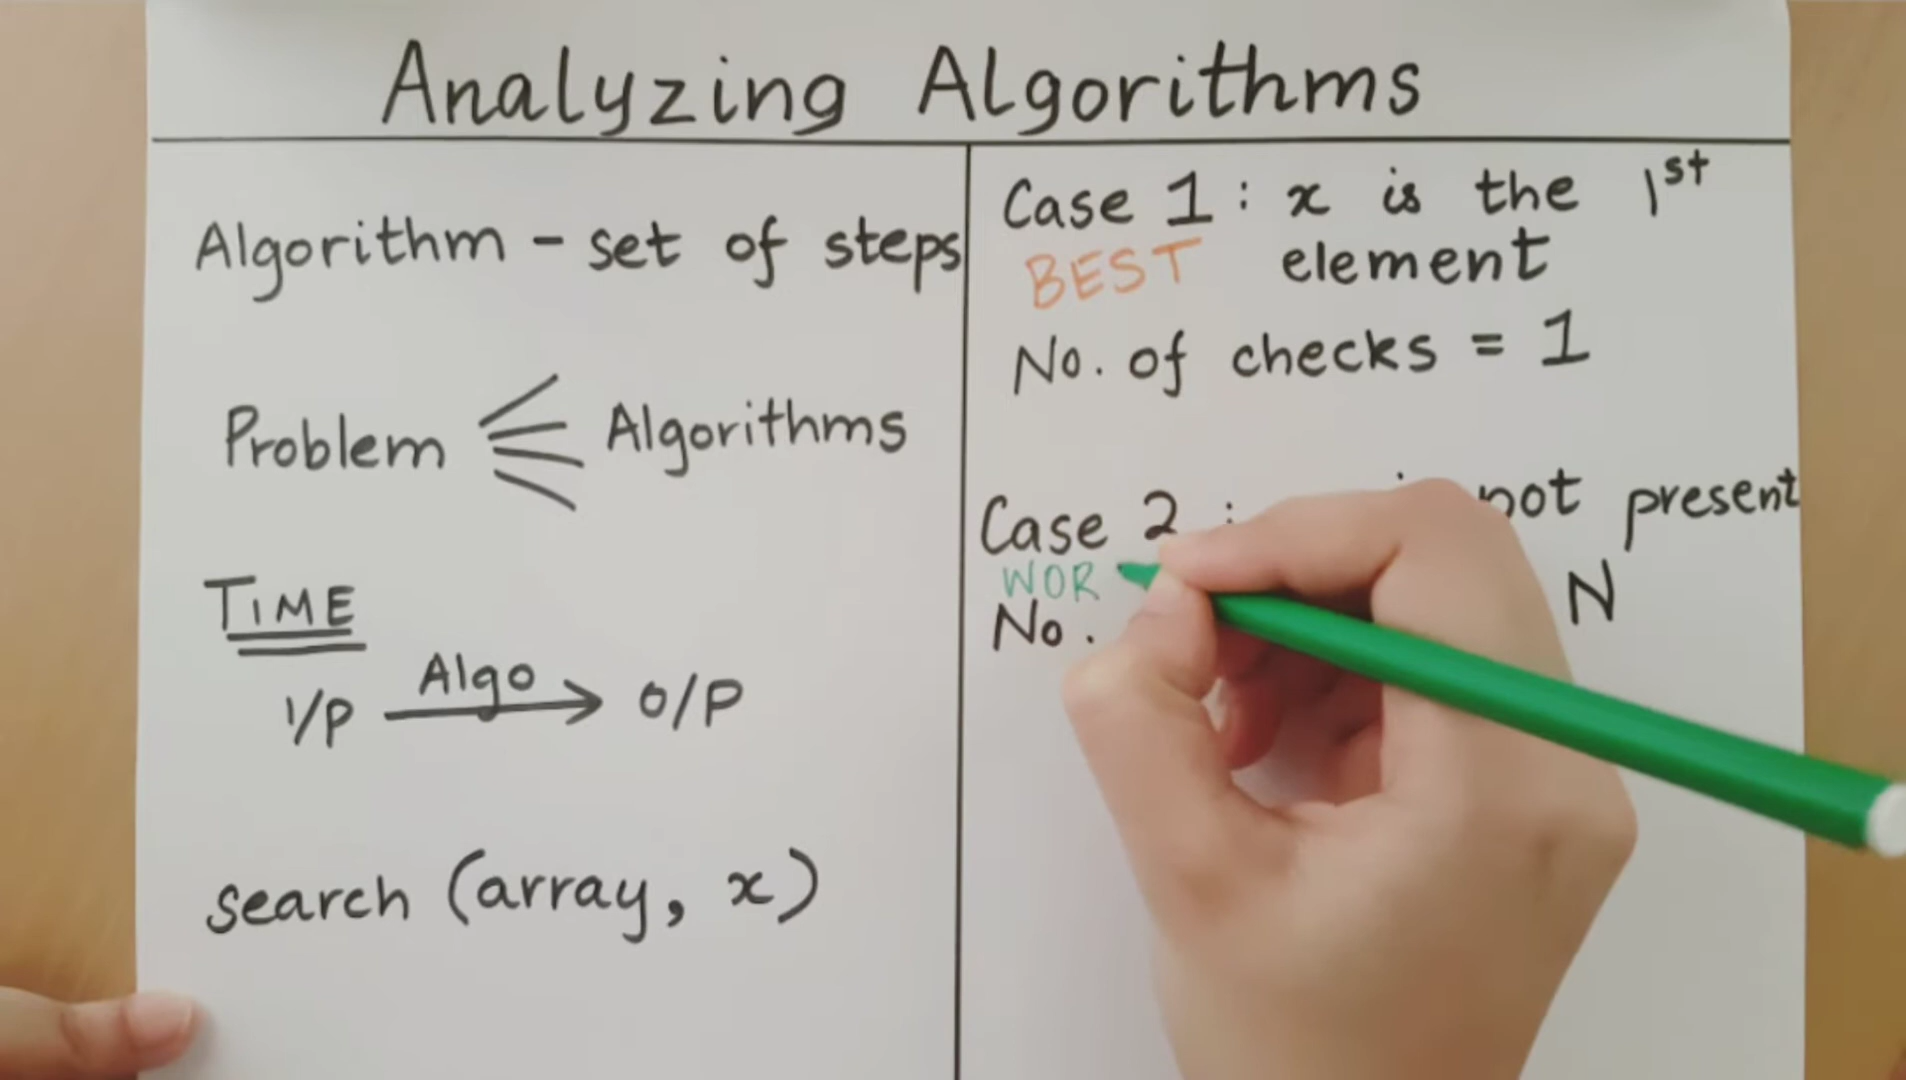 Analyzing Algorithms
Algorithm - set of steps
Problem Algorithms
TIME
Algo
I/P O/P
search (array, x)
Case 1 : x is the 1st
BEST element
No. of checks = 1
Case 2 : not present
WOR
No. N